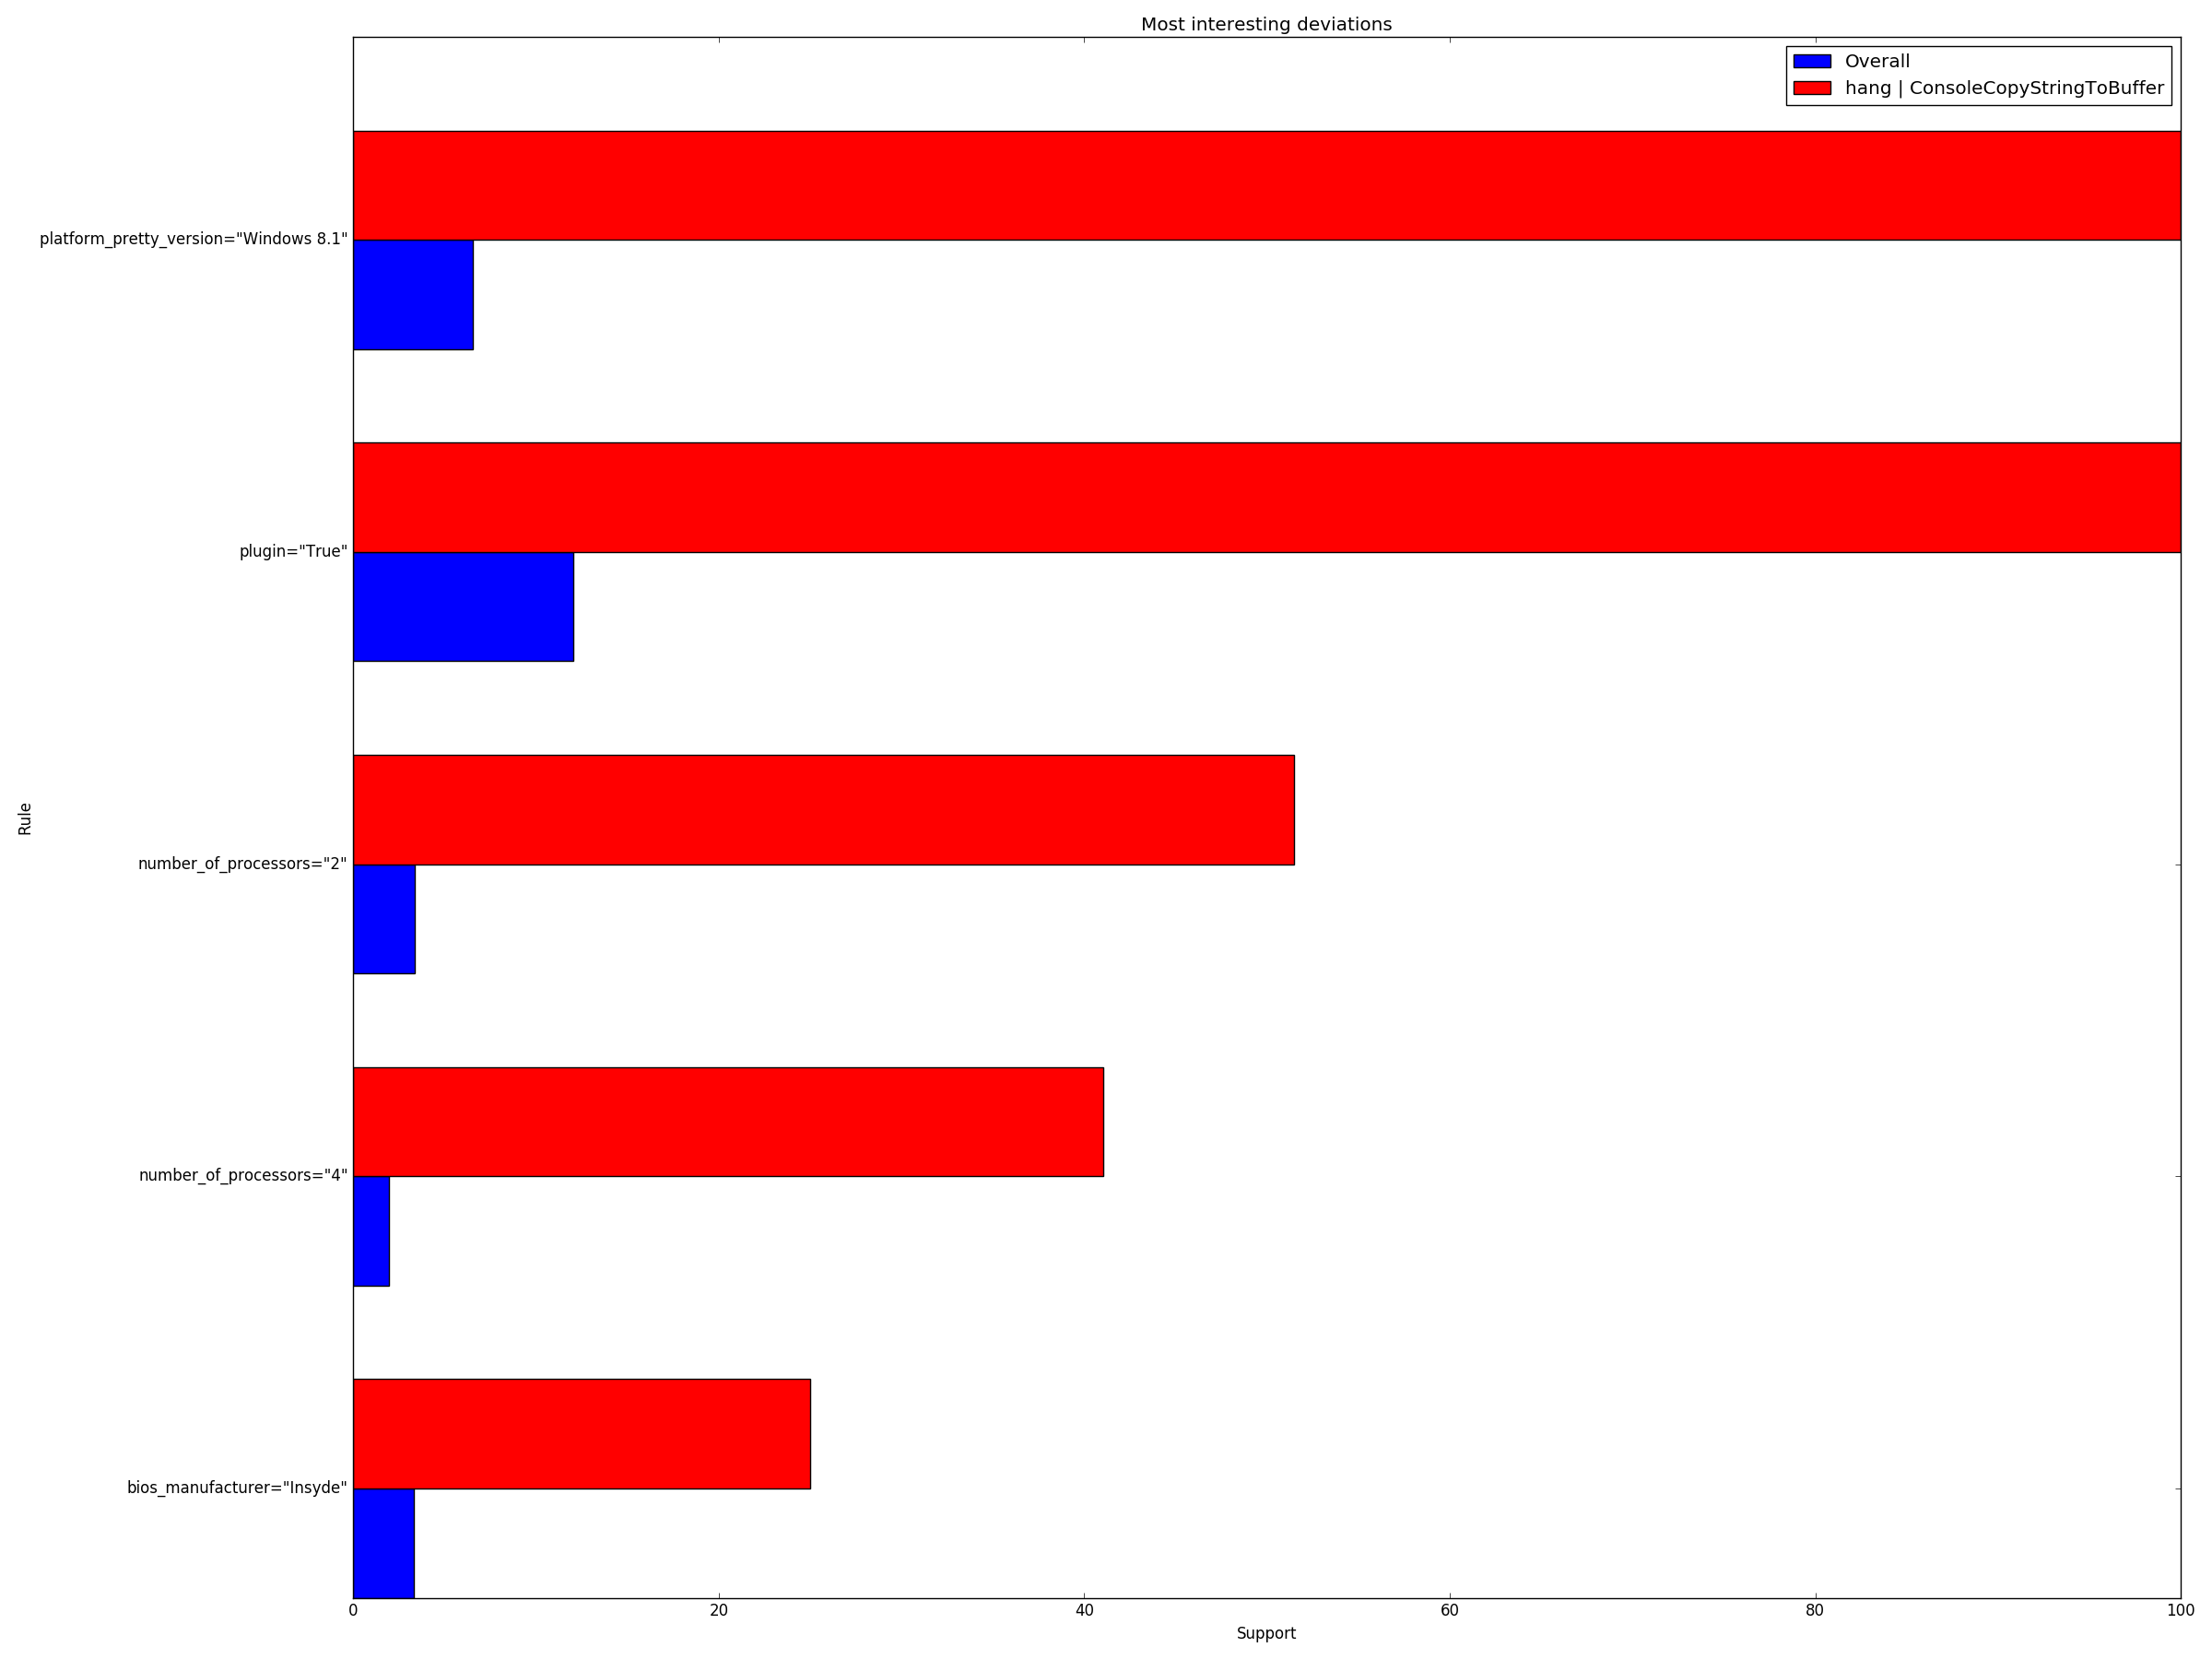 Most interesting deviations
Overall
hang | ConsoleCopyStringToBuffer
platform_pretty_version="Windows 8.1"
plugin="True"
number_of_processors="2"
number_of_processors="4"
bios_manufacturer="Insyde"
Rule
0 20 40 60 80 100
Support